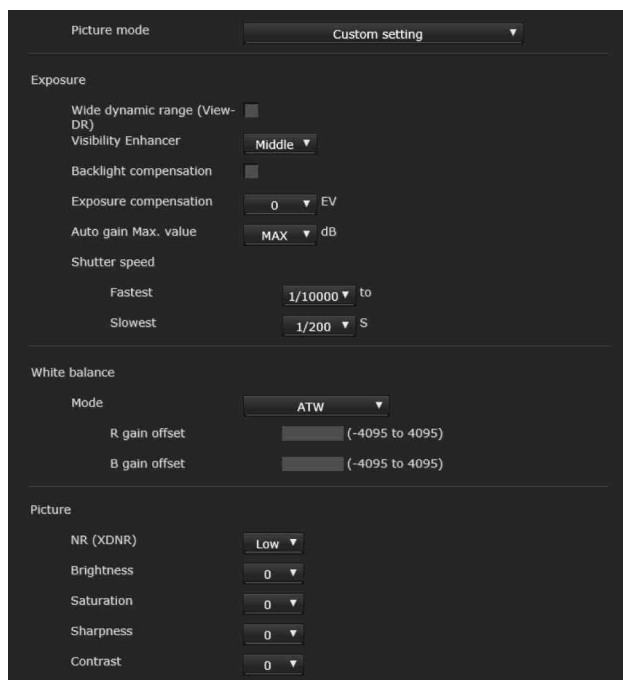 Picture mode Custom setting ▼
Exposure
Wide dynamic range (View-
DR)
Visibility Enhancer Middle ▼
Backlight compensation
Exposure compensation 0 ▼ EV
Auto gain Max. value MAX ▼ dB
Shutter speed
Fastest 1/10000 ▼ to
Slowest 1/200 ▼ S
White balance
Mode ATW ▼
R gain offset (-4095 to 4095)
B gain offset (-4095 to 4095)
Picture
NR (XDNR) Low ▼
Brightness 0 ▼
Saturation 0 ▼
Sharpness 0 ▼
Contrast 0 ▼